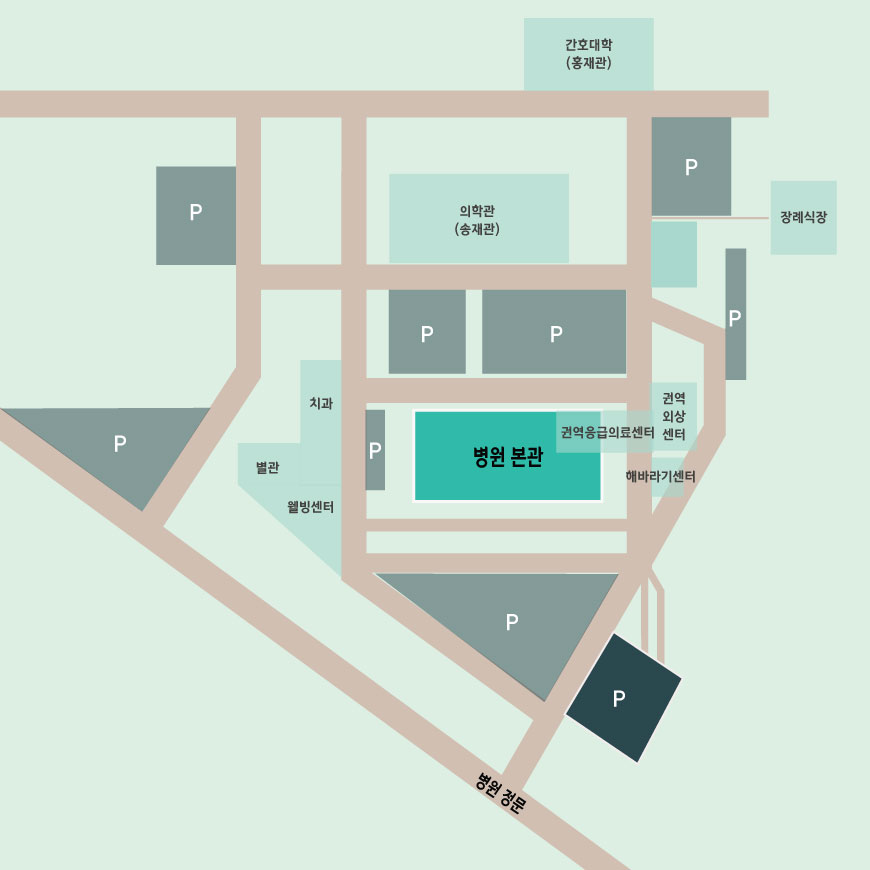 간호대학
(홍재관)
P
P
의학관
(송재관)
장례식장
P
P
P
치과
권역
외상
센터
권역응급의료센터
P
P
병원 본관
별관
해바라기센터
웰빙센터
P
P
병원 정문